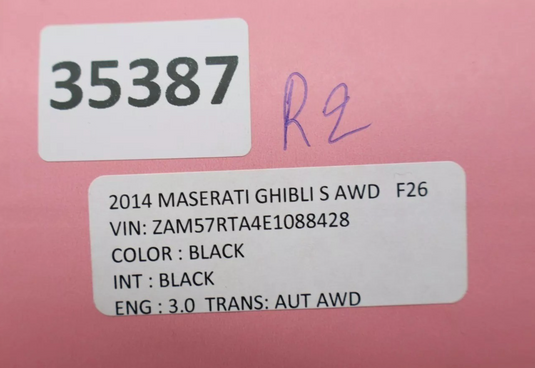 35387
R2
2014 MASERATI GHIBLI S AWD F26
VIN: ZAM57RTA4E1088428
COLOR : BLACK
INT : BLACK
ENG : 3.0 TRANS: AUT AWD